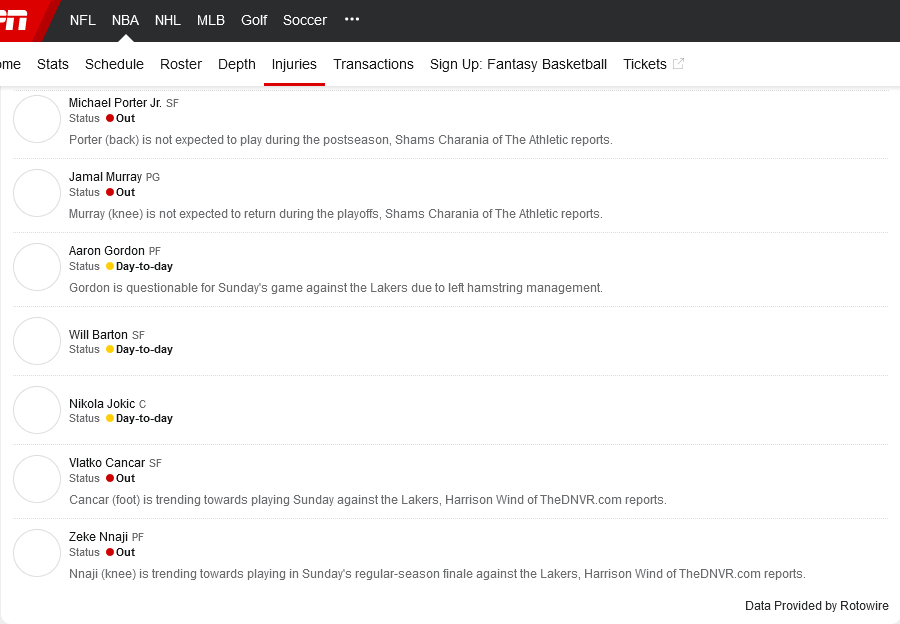 NFL NBA NHL MLB Golf Soccer •••
Stats Schedule Roster Depth Injuries Transactions Sign Up: Fantasy Basketball Tickets
Michael Porter Jr. SF
Status Out
Porter (back) is not expected to play during the postseason, Shams Charania of The Athletic reports.
Jamal Murray PG
Status Out
Murray (knee) is not expected to return during the playoffs, Shams Charania of The Athletic reports.
Aaron Gordon PF
Status Day-to-day
Gordon is questionable for Sunday's game against the Lakers due to left hamstring management.
Will Barton SF
Status Day-to-day
Nikola Jokic C
Status Day-to-day
Vlatko Cancar SF
Status Out
Cancar (foot) is trending towards playing Sunday against the Lakers, Harrison Wind of TheDNVR.com reports.
Zeke Nnaji PF
Status Out
Nnaji (knee) is trending towards playing in Sunday's regular-season finale against the Lakers, Harrison Wind of TheDNVR.com reports.
Data Provided by Rotowire